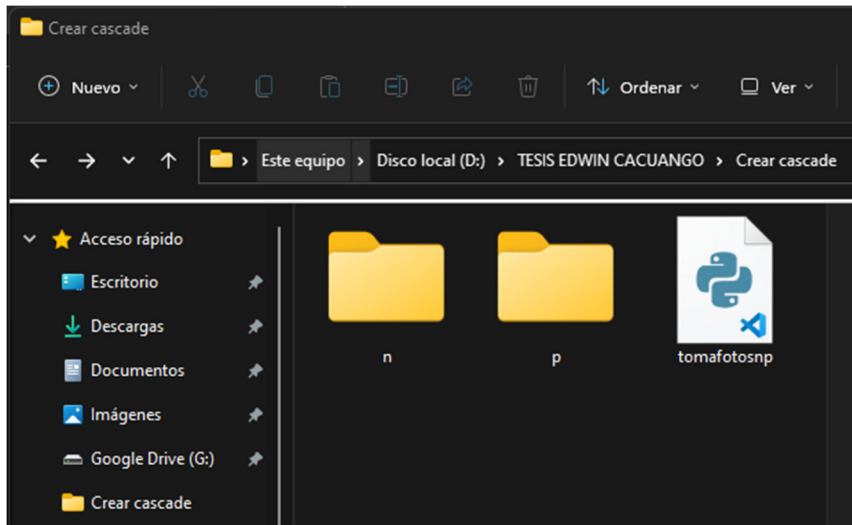 Crear cascade
Nuevo Ordenar Ver
Este equipo > Disco local (D:) > TESIS EDWIN CACUANGO > Crear cascade
Acceso rápido
Escritorio
Descargas
Documentos
Imágenes
Google Drive (G:)
Crear cascade
n p tomafotosnp